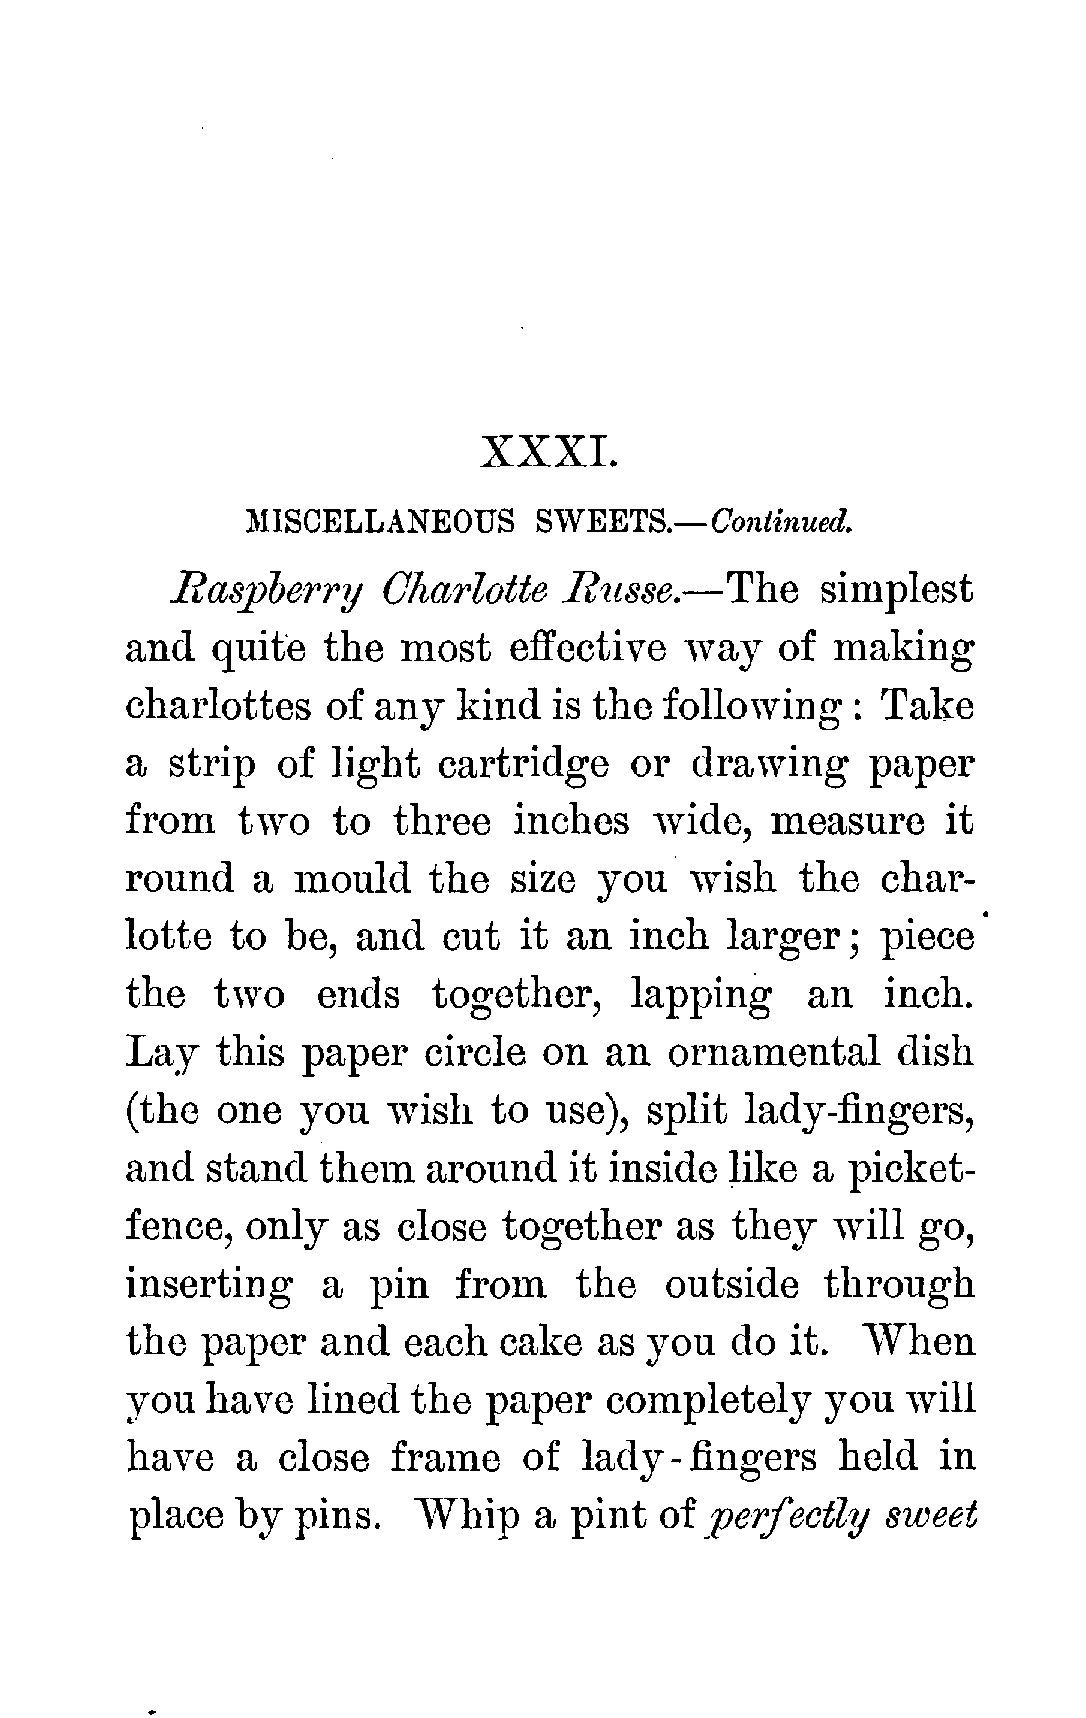 XXXI.
MISCELLANEOUS SWEETS.—Continued.
Raspberry Charlotte Russe.—The simplest
and quite the most effective way of making
charlottes of any kind is the following : Take
a strip of light cartridge or drawing paper
from two to three inches wide, measure it
round a mould the size you wish the char-
lotte to be, and cut it an inch larger ; piece
the two ends together, lapping an inch.
Lay this paper circle on an ornamental dish
(the one you wish to use), split lady-fingers,
and stand them around it inside like a picket-
fence, only as close together as they will go,
inserting a pin from the outside through
the paper and each cake as you do it. When
you have lined the paper completely you will
have a close frame of lady-fingers held in
place by pins. Whip a pint of perfectly sweet